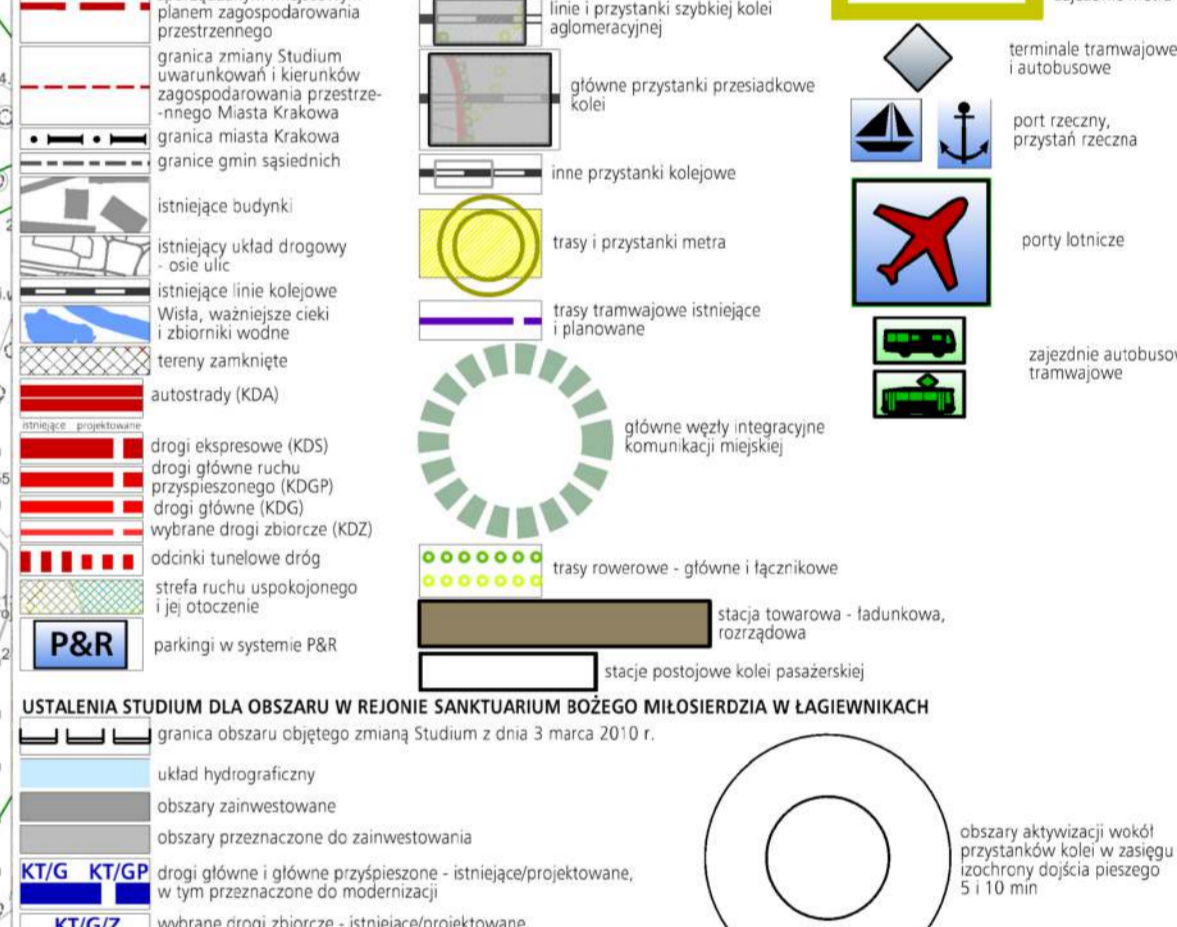 planem zagospodarowania
przestrzennego
granica zmiany Studium
uwarunkowań i kierunków
zagospodarowania przestrze-
-nnego Miasta Krakowa
granica miasta Krakowa
granice gmin sąsiednich
istniejące budynki
istniejący układ drogowy
- osie ulic
istniejące linie kolejowe
Wisła, ważniejsze cieki
i zbiorniki wodne
tereny zamknięte
autostrady (KDA)
istniejące projektowane
drogi ekspresowe (KDS)
drogi główne ruchu
przyspieszonego (KDGP)
drogi główne (KDG)
wybrane drogi zbiorcze (KDZ)
odcinki tunelowe dróg
strefa ruchu uspokojonego
i jej otoczenie
P&R
parkingi w systemie P&R
linie i przystanki szybkiej kolei
aglomeracyjnej
główne przystanki przesiadkowe
kolei
inne przystanki kolejowe
trasy i przystanki metra
trasy tramwajowe istniejące
i planowane
główne węzły integracyjne
komunikacji miejskiej
trasy rowerowe - główne i łącznikowe
stacja towarowa - ładunkowa,
rozrządowa
stacje postojowe kolei pasażerskiej
terminale tramwajowe
i autobusowe
port rzeczny,
przystań rzeczna
porty lotnicze
zajezdnie
tramwajowe
USTALENIA STUDIUM DLA OBSZARU W REJONIE SANKTUARIUM BOŻEGO MIŁOSIERDZIA W ŁAGIEWNIKACH
granica obszaru objętego zmianą Studium z dnia 3 marca 2010 r.
układ hydrograficzny
obszary zainwestowane
obszary przeznaczone do zainwestowania
KT/G KT/GP
drogi główne i główne przyśpieszone - istniejące/projektowane,
w tym przeznaczone do modernizacji
KT/G/Z
wybrane drogi zbiorcze - istniejące/projektowane
obszary aktywizacji wokół
przystanków kolei w zasięgu
izochrony dojścia pieszego
5 i 10 min